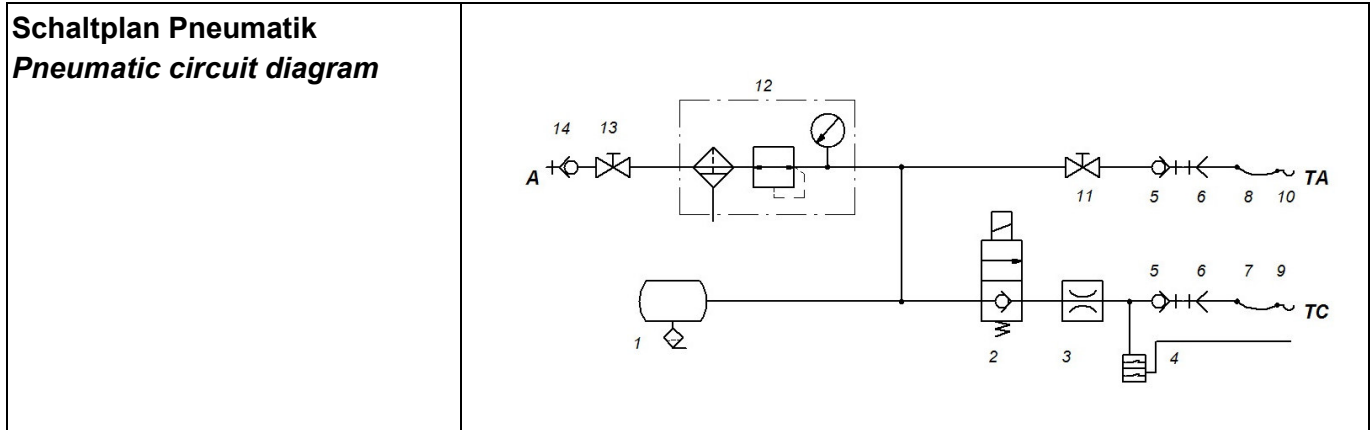 Schaltplan Pneumatik
Pneumatic circuit diagram
12
14 13
A
TA
11 5 6 8 10
5 6 7 9
TC
1
2 3 4